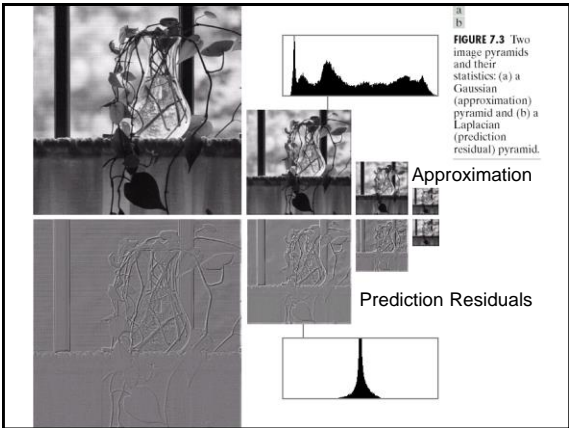 a
b
FIGURE 7.3 Two
image pyramids
and their
statistics: (a) a
Gaussian
(approximation)
pyramid and (b) a
Laplacian
(prediction
residual) pyramid.
Approximation
Prediction Residuals